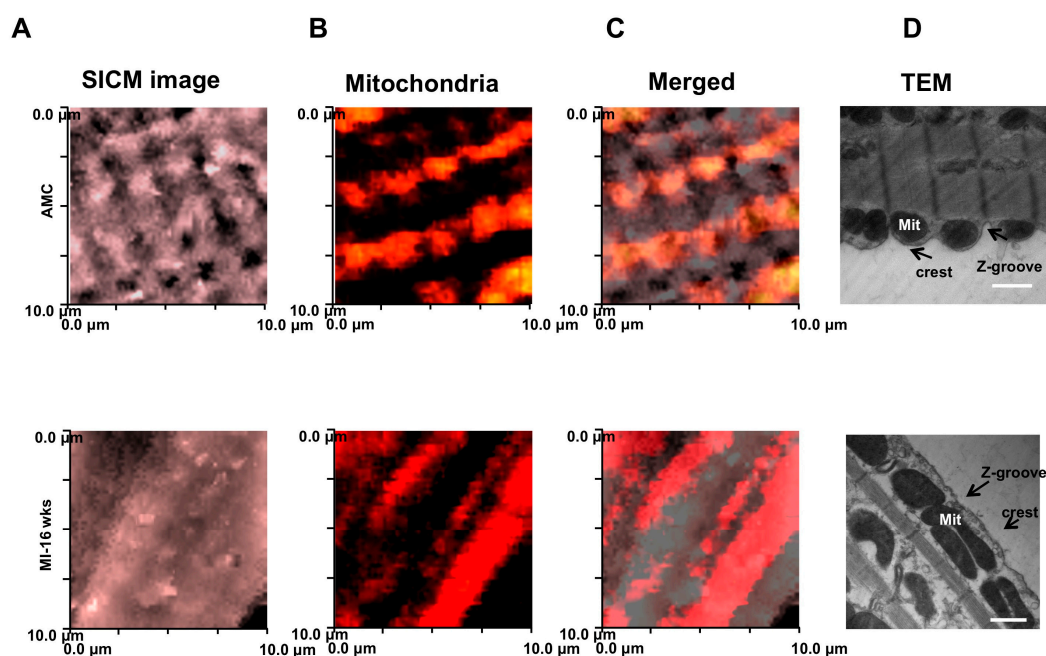 A
B
C
D
SICM image
Mitochondria
Merged
TEM
0.0 µm
0.0 µm
0.0 µm
AMC
Mit
crest
Z-groove
10.0 µm
10.0 µm
10.0 µm
0.0 µm
10.0 µm
0.0 µm
10.0 µm
0.0 µm
10.0 µm
0.0 µm
0.0 µm
0.0 µm
MI-16 wks
Z-groove
crest
Mit
10.0 µm
10.0 µm
10.0 µm
0.0 µm
10.0 µm
0.0 µm
10.0 µm
0.0 µm
10.0 µm